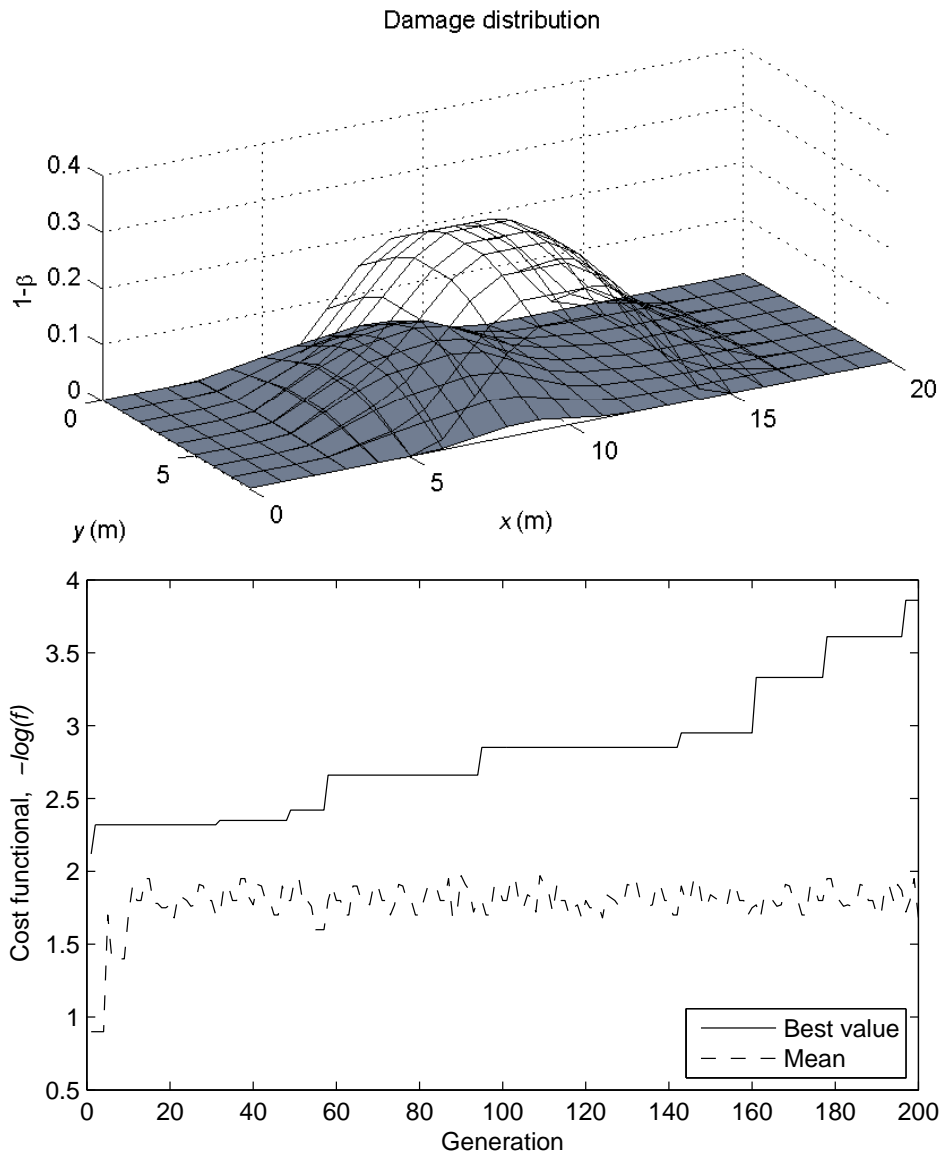 Damage distribution
0.4
0.3
0.2
0.1
0
1-β
0
5
y (m)
0
5
10
15
20
x (m)
4
3.5
3
2.5
2
1.5
1
0.5
Cost functional, -log(f)
0 20 40 60 80 100 120 140 160 180 200
Generation
Best value
Mean